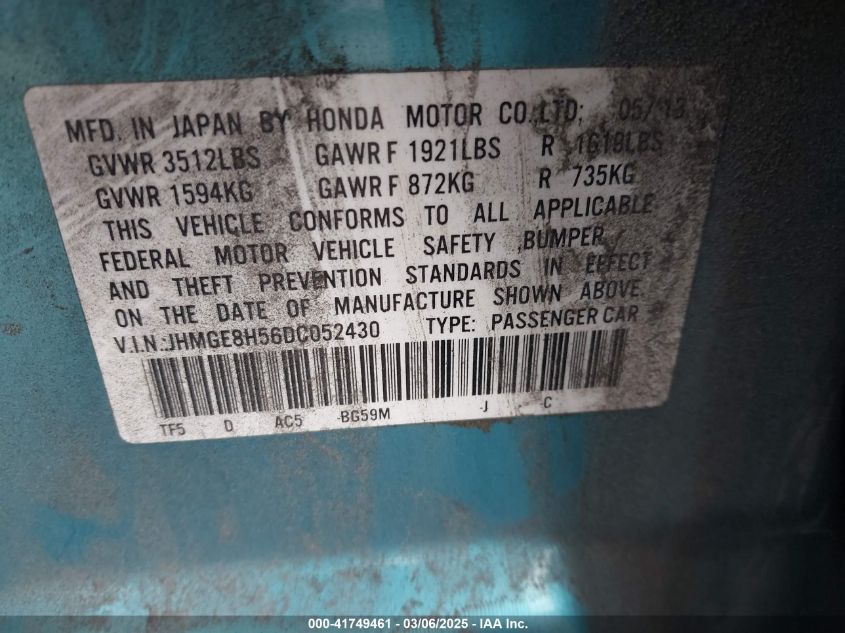 MFD. IN JAPAN BY HONDA MOTOR CO.,LTD; 05/13
GVWR 3512LBS GAWR F 1921LBS R 1619LBS
GVWR 1594KG GAWR F 872KG R 735KG
THIS VEHICLE CONFORMS TO ALL APPLICABLE
FEDERAL MOTOR VEHICLE SAFETY ,BUMPER,
AND THEFT PREVENTION STANDARDS IN EFFECT
ON THE DATE OF MANUFACTURE SHOWN ABOVE.
V.I.N.:JHMGE8H56DC052430 TYPE: PASSENGER CAR
TF5 D AC5 -BG59M -J -C
000-41749461 - 03/06/2025 - IAA Inc.